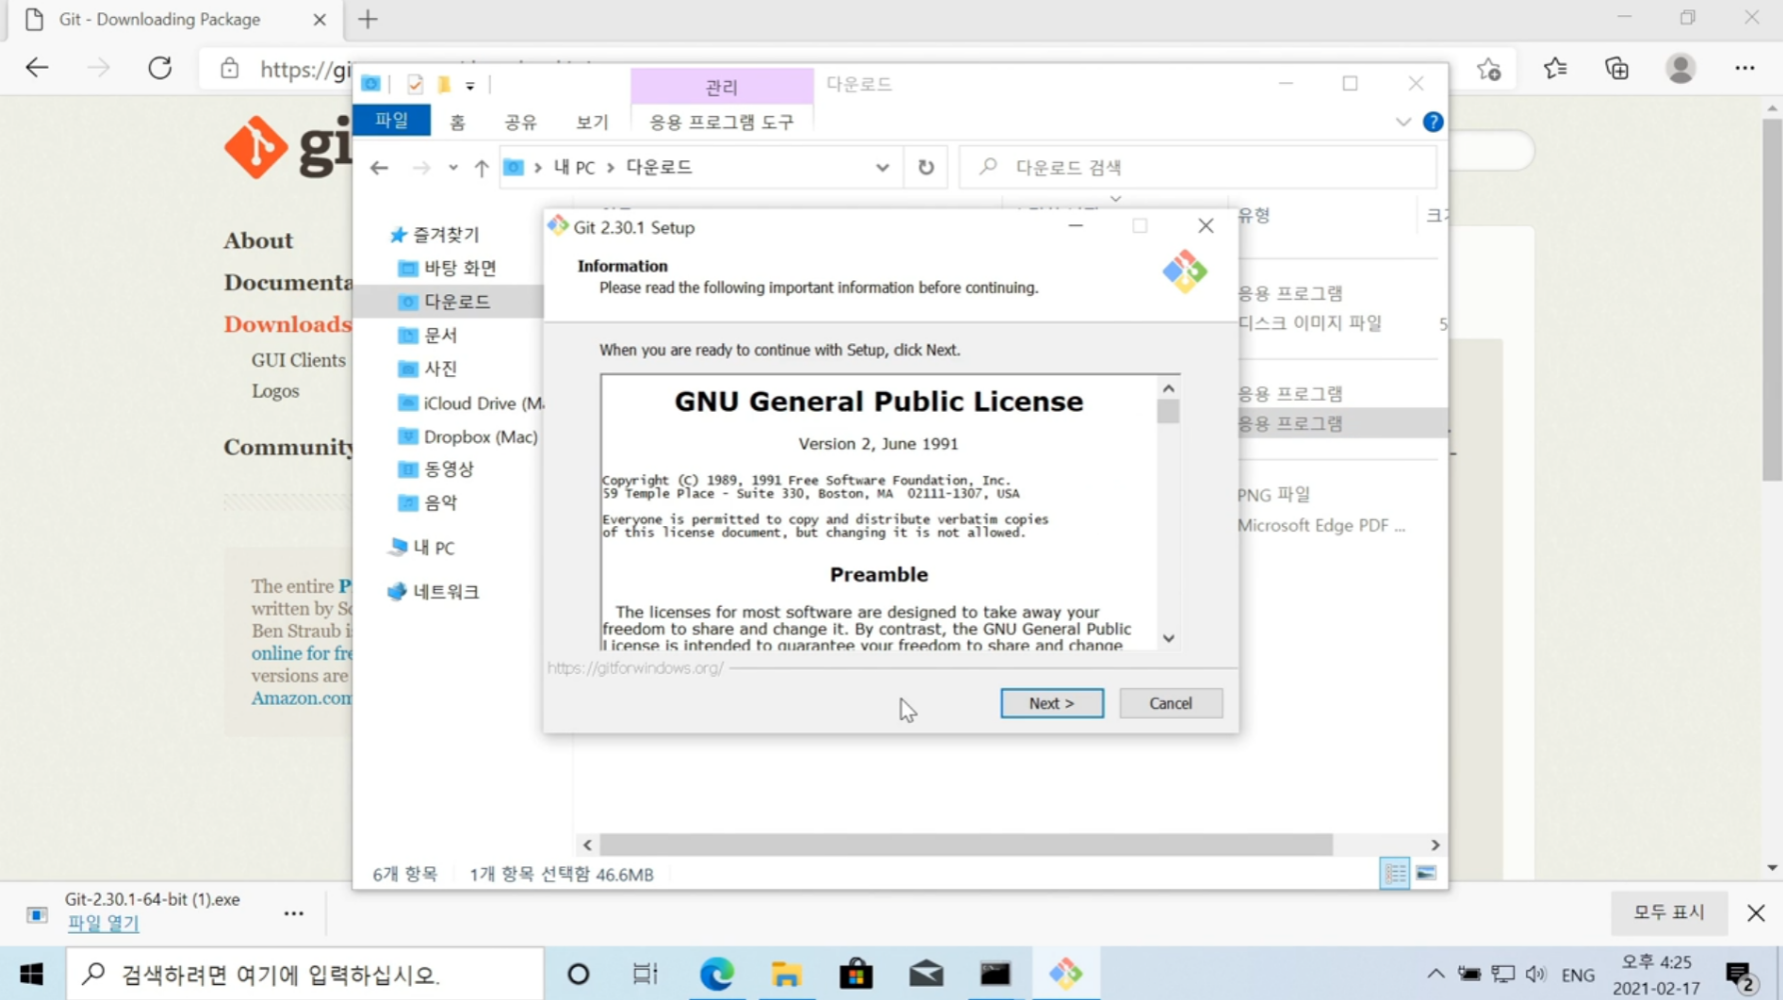 Git - Downloading Package
https://gi
gi
About
Documenta
Downloads
GUI Clients
Logos
Community
The entire P
written by Sc
Ben Straub i
online for fre
versions are
Amazon.com
관리
다운로드
파일
홈
공유
보기
응용 프로그램 도구
내 PC
다운로드
다운로드 검색
즐겨찾기
바탕 화면
다운로드
문서
사진
iCloud Drive (Ma
Dropbox (Mac)
동영상
음악
내 PC
네트워크
유형
크기
응용 프로그램
디스크 이미지 파일
5
응용 프로그램
응용 프로그램
PNG 파일
Microsoft Edge PDF ...
Git 2.30.1 Setup
Information
Please read the following important information before continuing.
When you are ready to continue with Setup, click Next.
GNU General Public License
Version 2, June 1991
Copyright (C) 1989, 1991 Free Software Foundation, Inc.
59 Temple Place - Suite 330, Boston, MA 02111-1307, USA
Everyone is permitted to copy and distribute verbatim copies
of this license document, but changing it is not allowed.
Preamble
The licenses for most software are designed to take away your
freedom to share and change it. By contrast, the GNU General Public
License is intended to guarantee your freedom to share and change
https://gitforwindows.org/
Next >
Cancel
6개 항목
1개 항목 선택함 46.6MB
Git-2.30.1-64-bit (1).exe
파일 열기
모두 표시
검색하려면 여기에 입력하십시오.
ENG
오후 4:25
2021-02-17
2